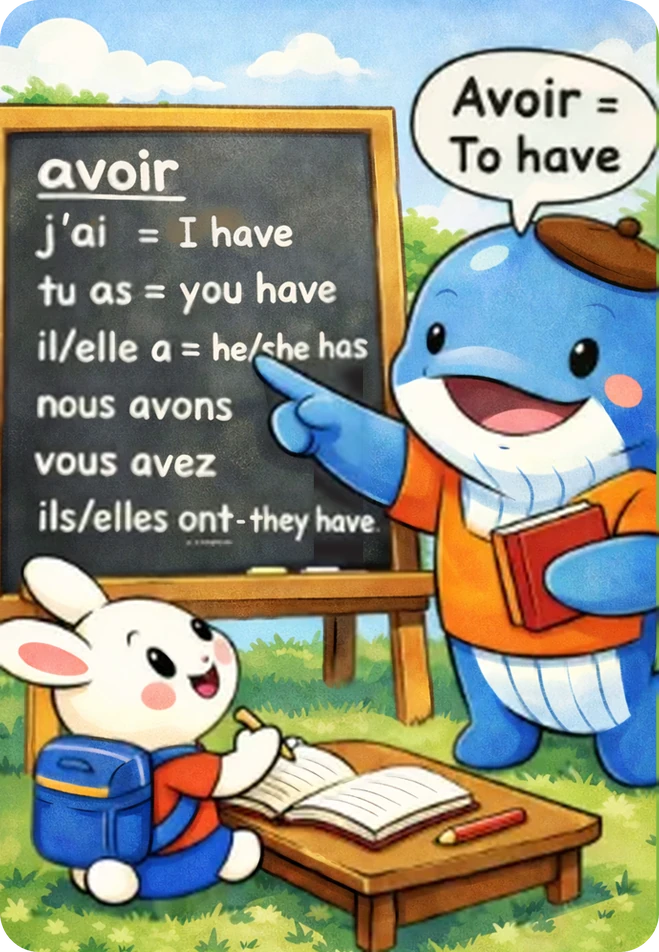 Avoir =
To have
avoir
j'ai = I have
tu as = you have
il/elle a = he/she has
nous avons
vous avez
ils/elles ont - they have.